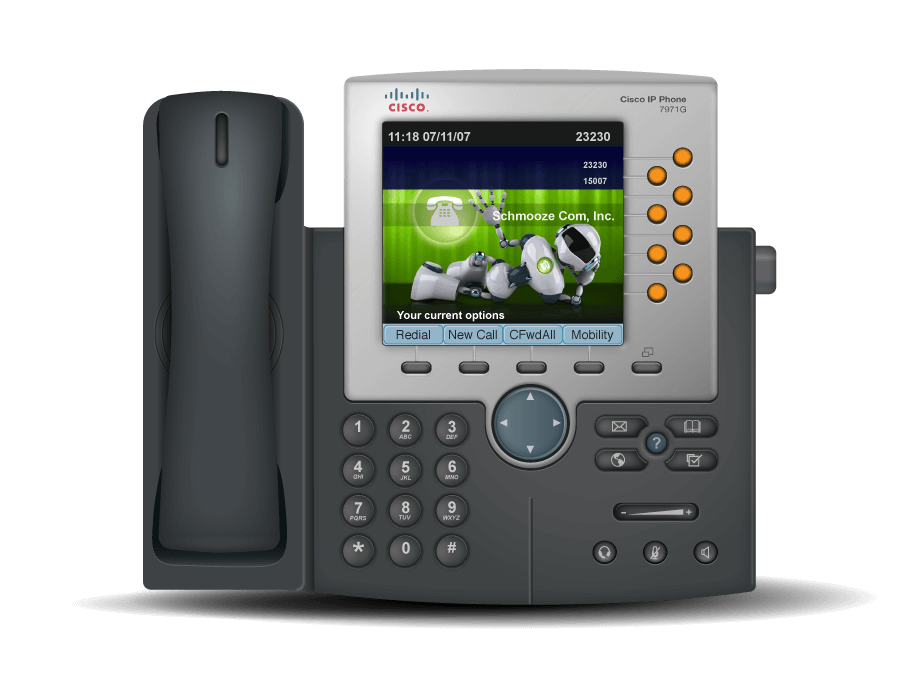 CISCO
Cisco IP Phone
7971G
11:18 07/11/07 23230
23230
15007
Schmooze Com, Inc.
Your current options
Redial New Call CFwdAll Mobility
1 2 3
ABC DEF
4 5 6
GHI JKL MNO
7 8 9
PQRS TUV WXYZ
* 0 #
?
- +